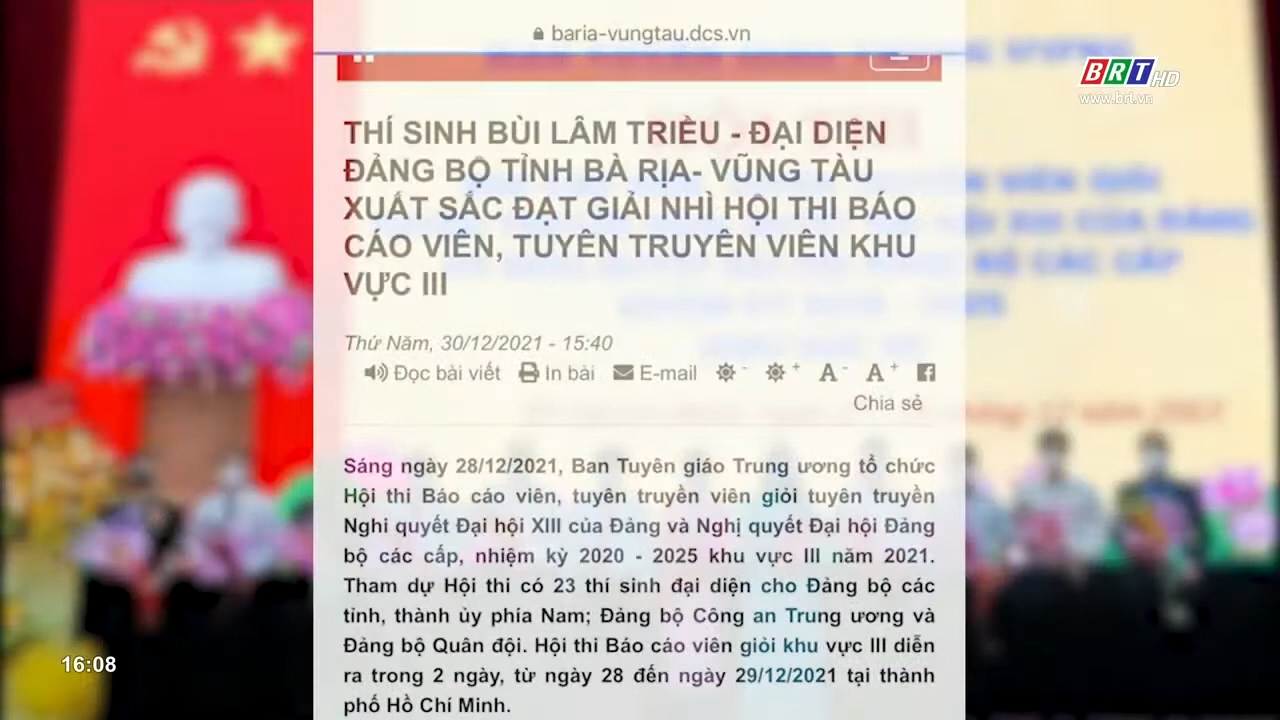 baria-vungtau.dcs.vn
BRT HD
www.brt.vn
THÍ SINH BÙI LÂM TRIỀU - ĐẠI DIỆN
ĐẢNG BỘ TỈNH BÀ RỊA- VŨNG TÀU
XUẤT SẮC ĐẠT GIẢI NHÌ HỘI THI BÁO
CÁO VIÊN, TUYÊN TRUYÊN VIÊN KHU
VỰC III
Thứ Năm, 30/12/2021 - 15:40
Đọc bài viết In bài E-mail - + A - A +
Chia sẻ
Sáng ngày 28/12/2021, Ban Tuyên giáo Trung ương tổ chức
Hội thi Báo cáo viên, tuyên truyền viên giỏi tuyên truyền
Nghi quyết Đại hội XIII của Đảng và Nghị quyết Đại hội Đảng
bộ các cấp, nhiệm kỳ 2020 - 2025 khu vực III năm 2021.
Tham dự Hội thi có 23 thí sinh đại diện cho Đảng bộ các
tỉnh, thành ủy phía Nam; Đảng bộ Công an Trung ương và
Đảng bộ Quân đội. Hội thi Báo cáo viên giỏi khu vực III diễn
ra trong 2 ngày, từ ngày 28 đến ngày 29/12/2021 tại thành
phố Hồ Chí Minh.
16:08